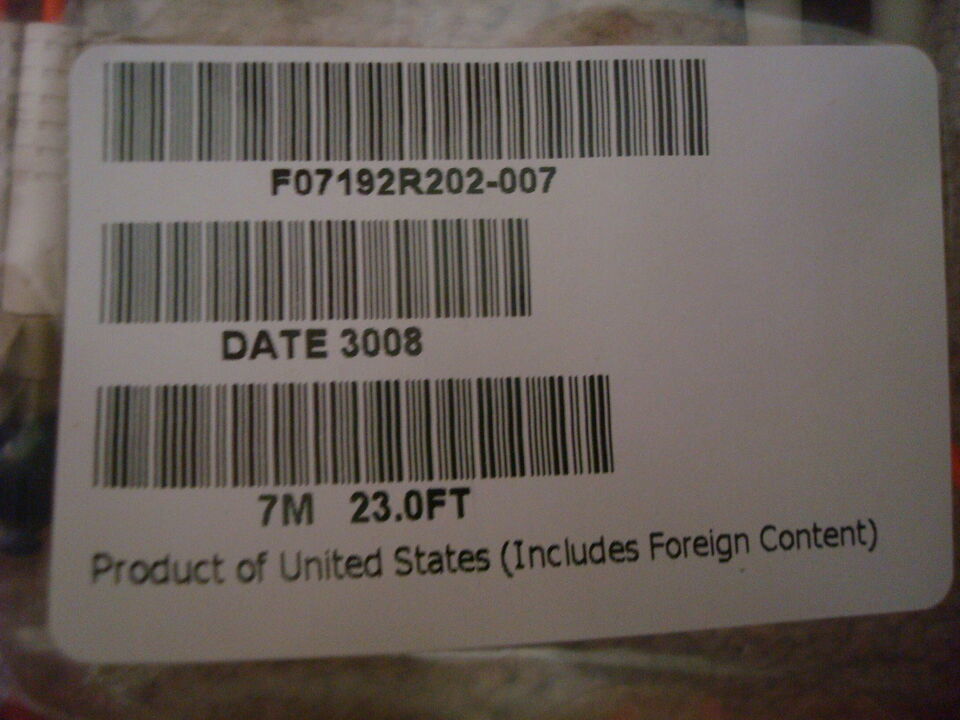 F07192R202-007
DATE 3008
7M 23.0FT
Product of United States (Includes Foreign Content)